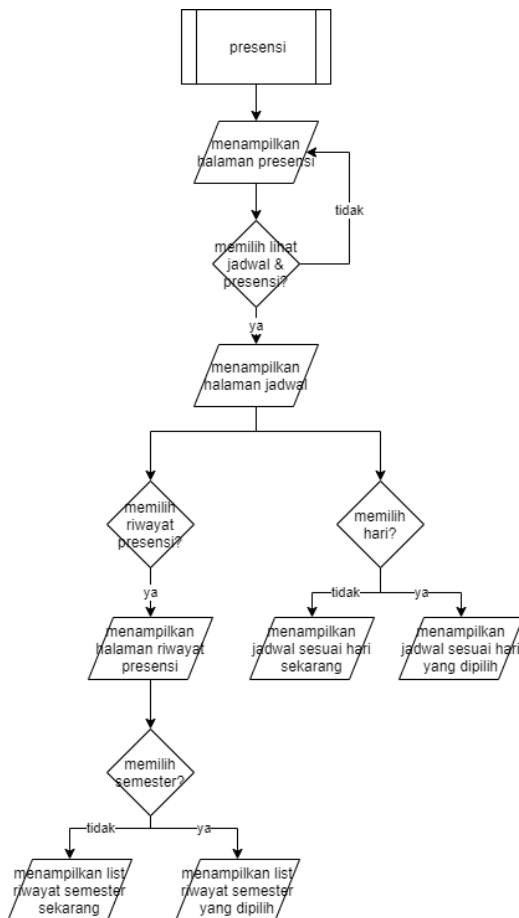 presensi
menampilkan
halaman presensi
tidak
memilih lihat
jadwal &
presensi?
ya
menampilkan
halaman jadwal
memilih
riwayat
presensi?
memilih
hari?
ya
tidak
ya
menampilkan
halaman riwayat
presensi
menampilkan
jadwal sesuai hari
sekarang
menampilkan
jadwal sesuai hari
yang dipilih
memilih
semester?
tidak
ya
menampilkan list
riwayat semester
sekarang
menampilkan list
riwayat semester
yang dipilih